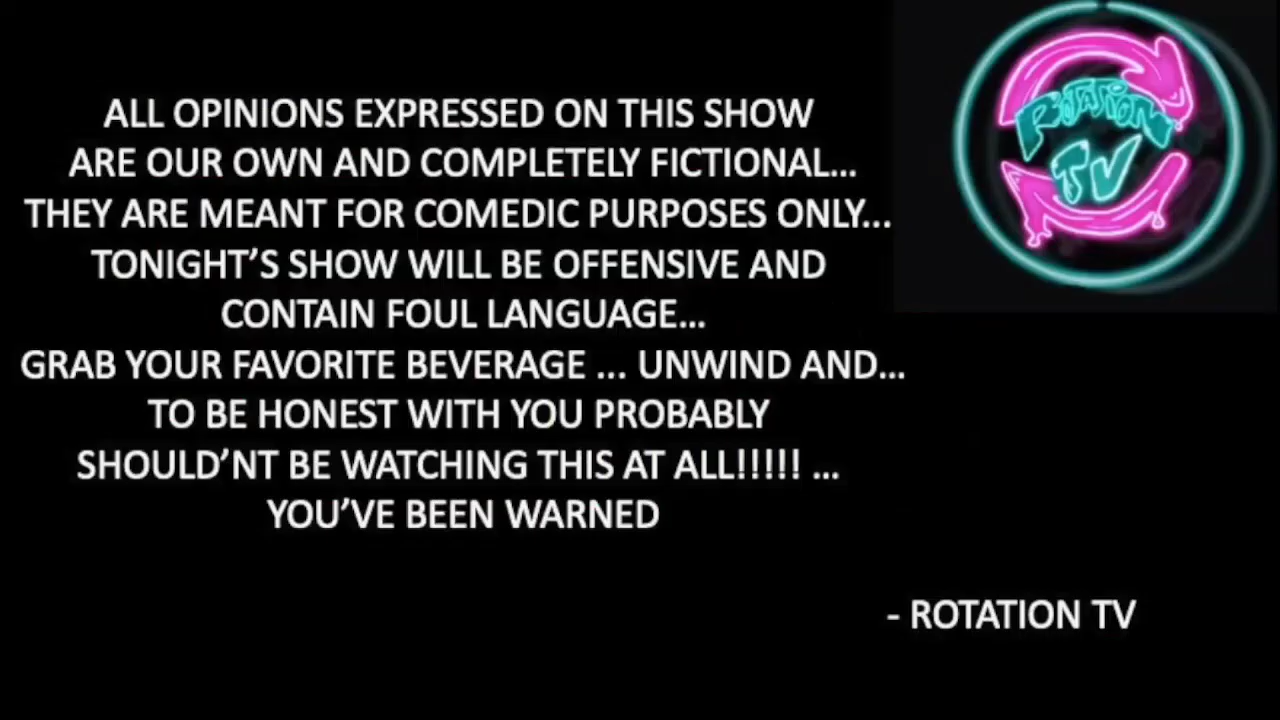 ALL OPINIONS EXPRESSED ON THIS SHOW
ARE OUR OWN AND COMPLETELY FICTIONAL...
THEY ARE MEANT FOR COMEDIC PURPOSES ONLY...
TONIGHT’S SHOW WILL BE OFFENSIVE AND
CONTAIN FOUL LANGUAGE...
GRAB YOUR FAVORITE BEVERAGE ... UNWIND AND...
TO BE HONEST WITH YOU PROBABLY
SHOULD’NT BE WATCHING THIS AT ALL!!!!! ...
YOU’VE BEEN WARNED
- ROTATION TV
ROTATION
TV